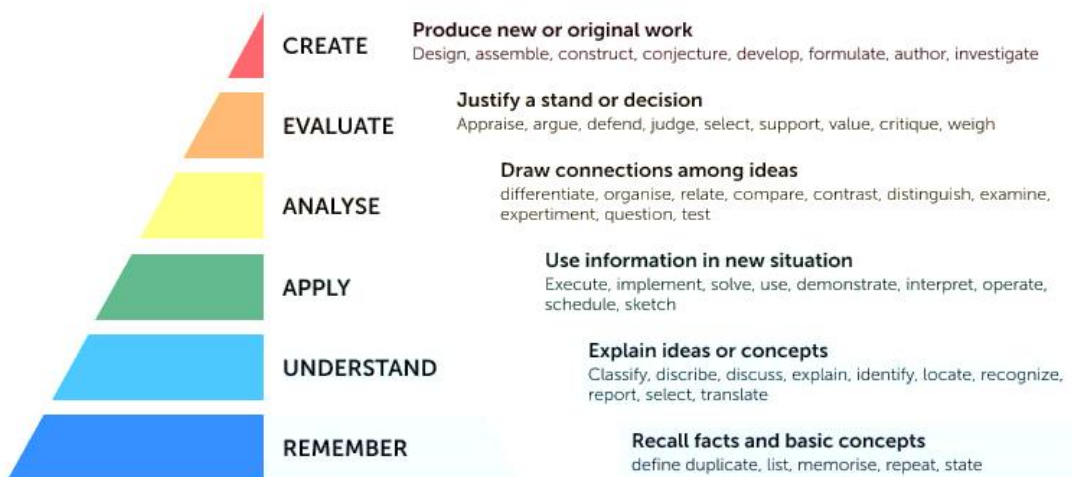 CREATE
Produce new or original work
Design, assemble, construct, conjecture, develop, formulate, author, investigate
EVALUATE
Justify a stand or decision
Appraise, argue, defend, judge, select, support, value, critique, weigh
ANALYSE
Draw connections among ideas
differentiate, organise, relate, compare, contrast, distinguish, examine,
expertiment, question, test
APPLY
Use information in new situation
Execute, implement, solve, use, demonstrate, interpret, operate,
schedule, sketch
UNDERSTAND
Explain ideas or concepts
Classify, discribe, discuss, explain, identify, locate, recognize,
report, select, translate
REMEMBER
Recall facts and basic concepts
define duplicate, list, memorise, repeat, state